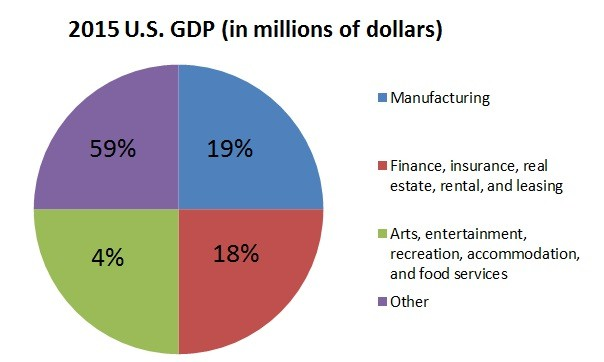 2015 U.S. GDP (in millions of dollars)
59%
19%
4%
18%
Manufacturing
Finance, insurance, real
estate, rental, and leasing
Arts, entertainment,
recreation, accommodation,
and food services
Other